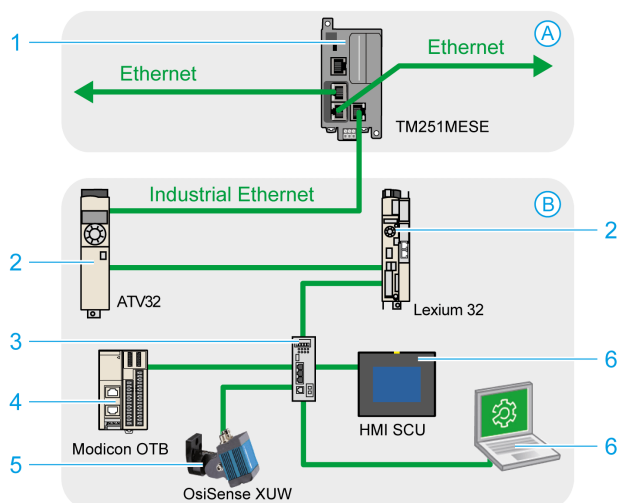 1
Ethernet
Ethernet
A
TM251MESE
Industrial Ethernet
B
2
2
ATV32
Lexium 32
3
6
4
HMI SCU
Modicon OTB
6
5
OsiSense XUW